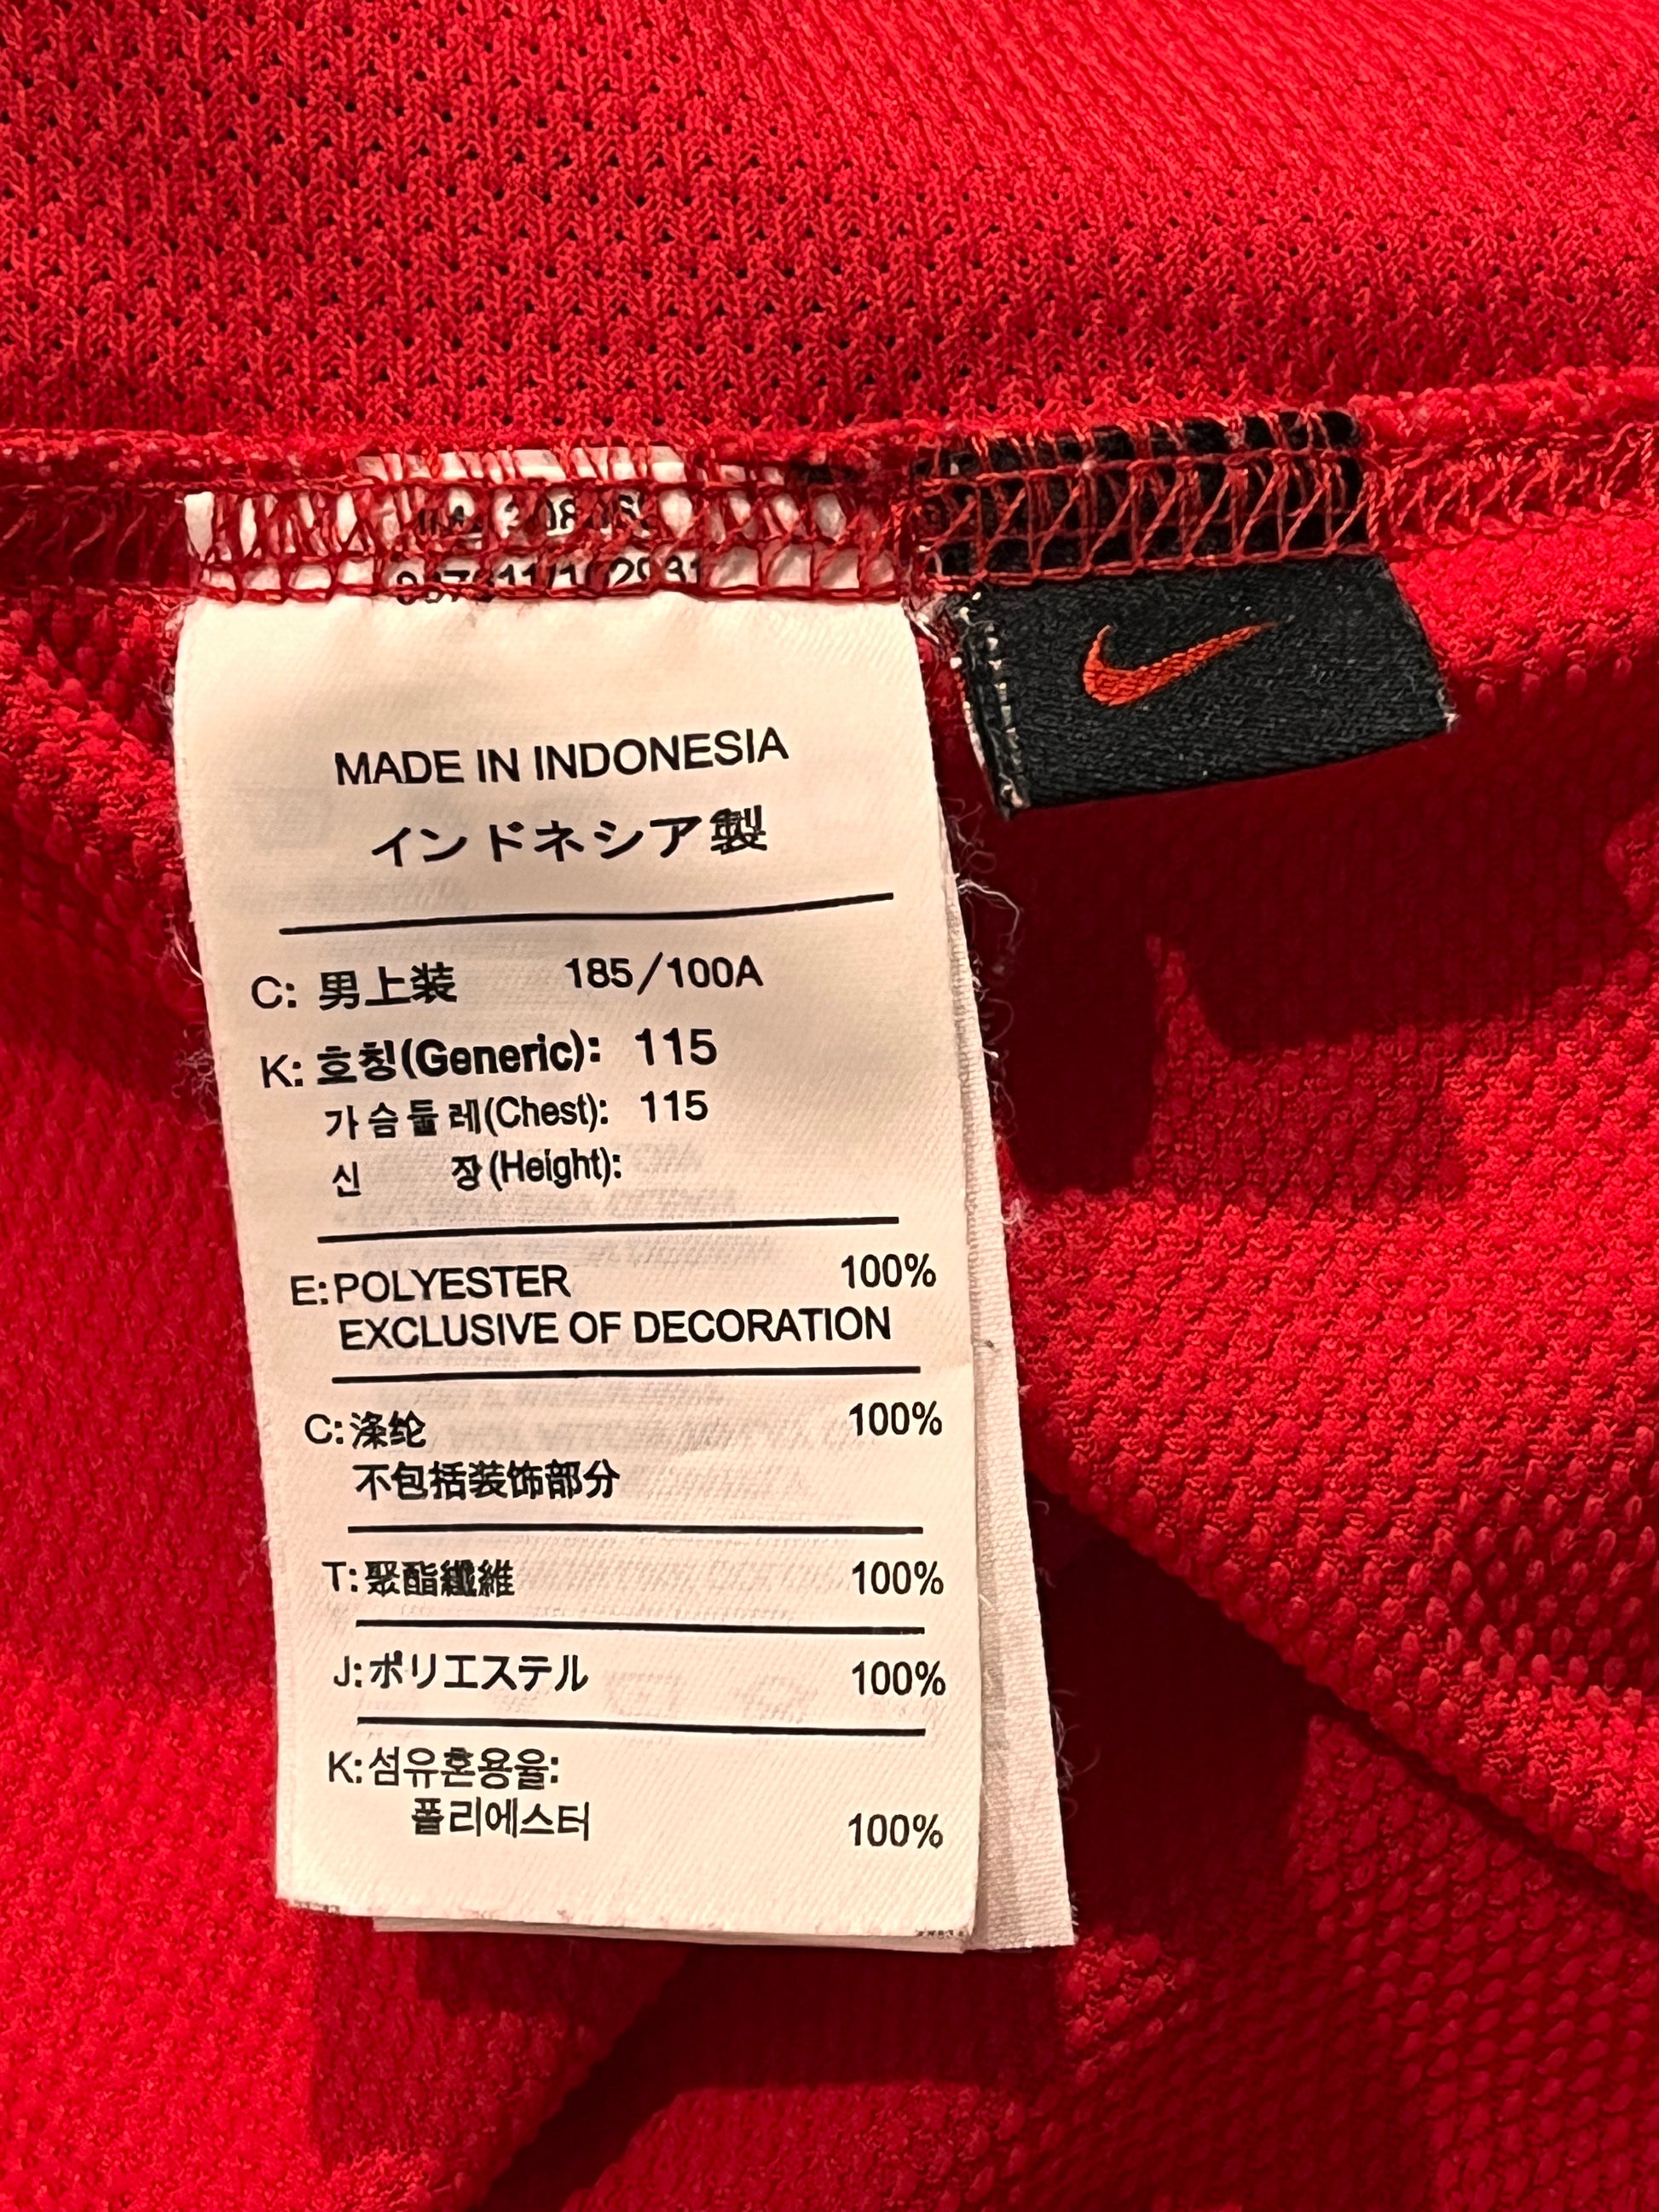 MADE IN INDONESIA
インドネシア製
C: 男上装 185/100A
K: 호칭(Generic): 115
가슴둘레(Chest): 115
신 장(Height):
E: POLYESTER 100%
EXCLUSIVE OF DECORATION
C: 涤纶 100%
不包括装饰部分
T: 聚酯纖維 100%
J: ポリエステル 100%
K: 섬유혼용율:
폴리에스터 100%